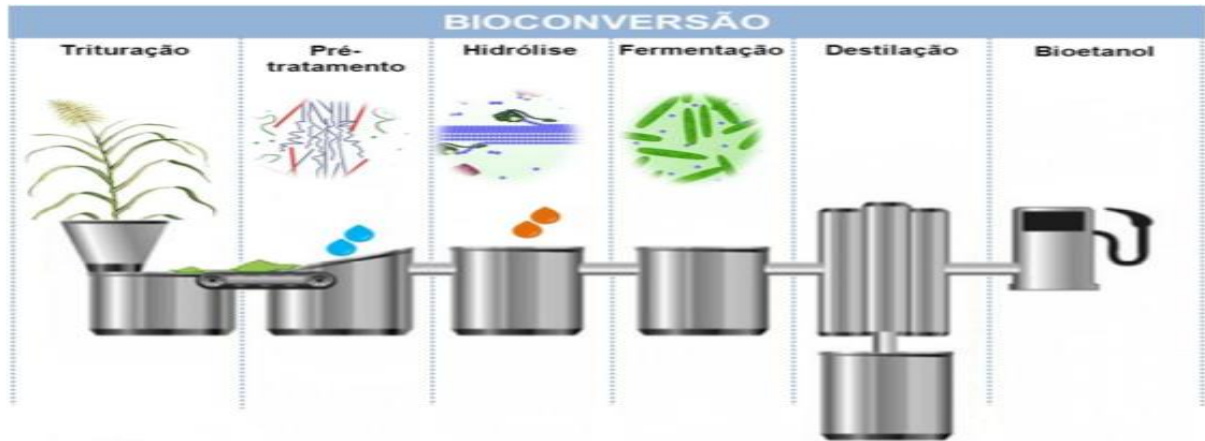 BIOCONVERSÃO
Trituração
Pré-
tratamento
Hidrólise
Fermentação
Destilação
Bioetanol